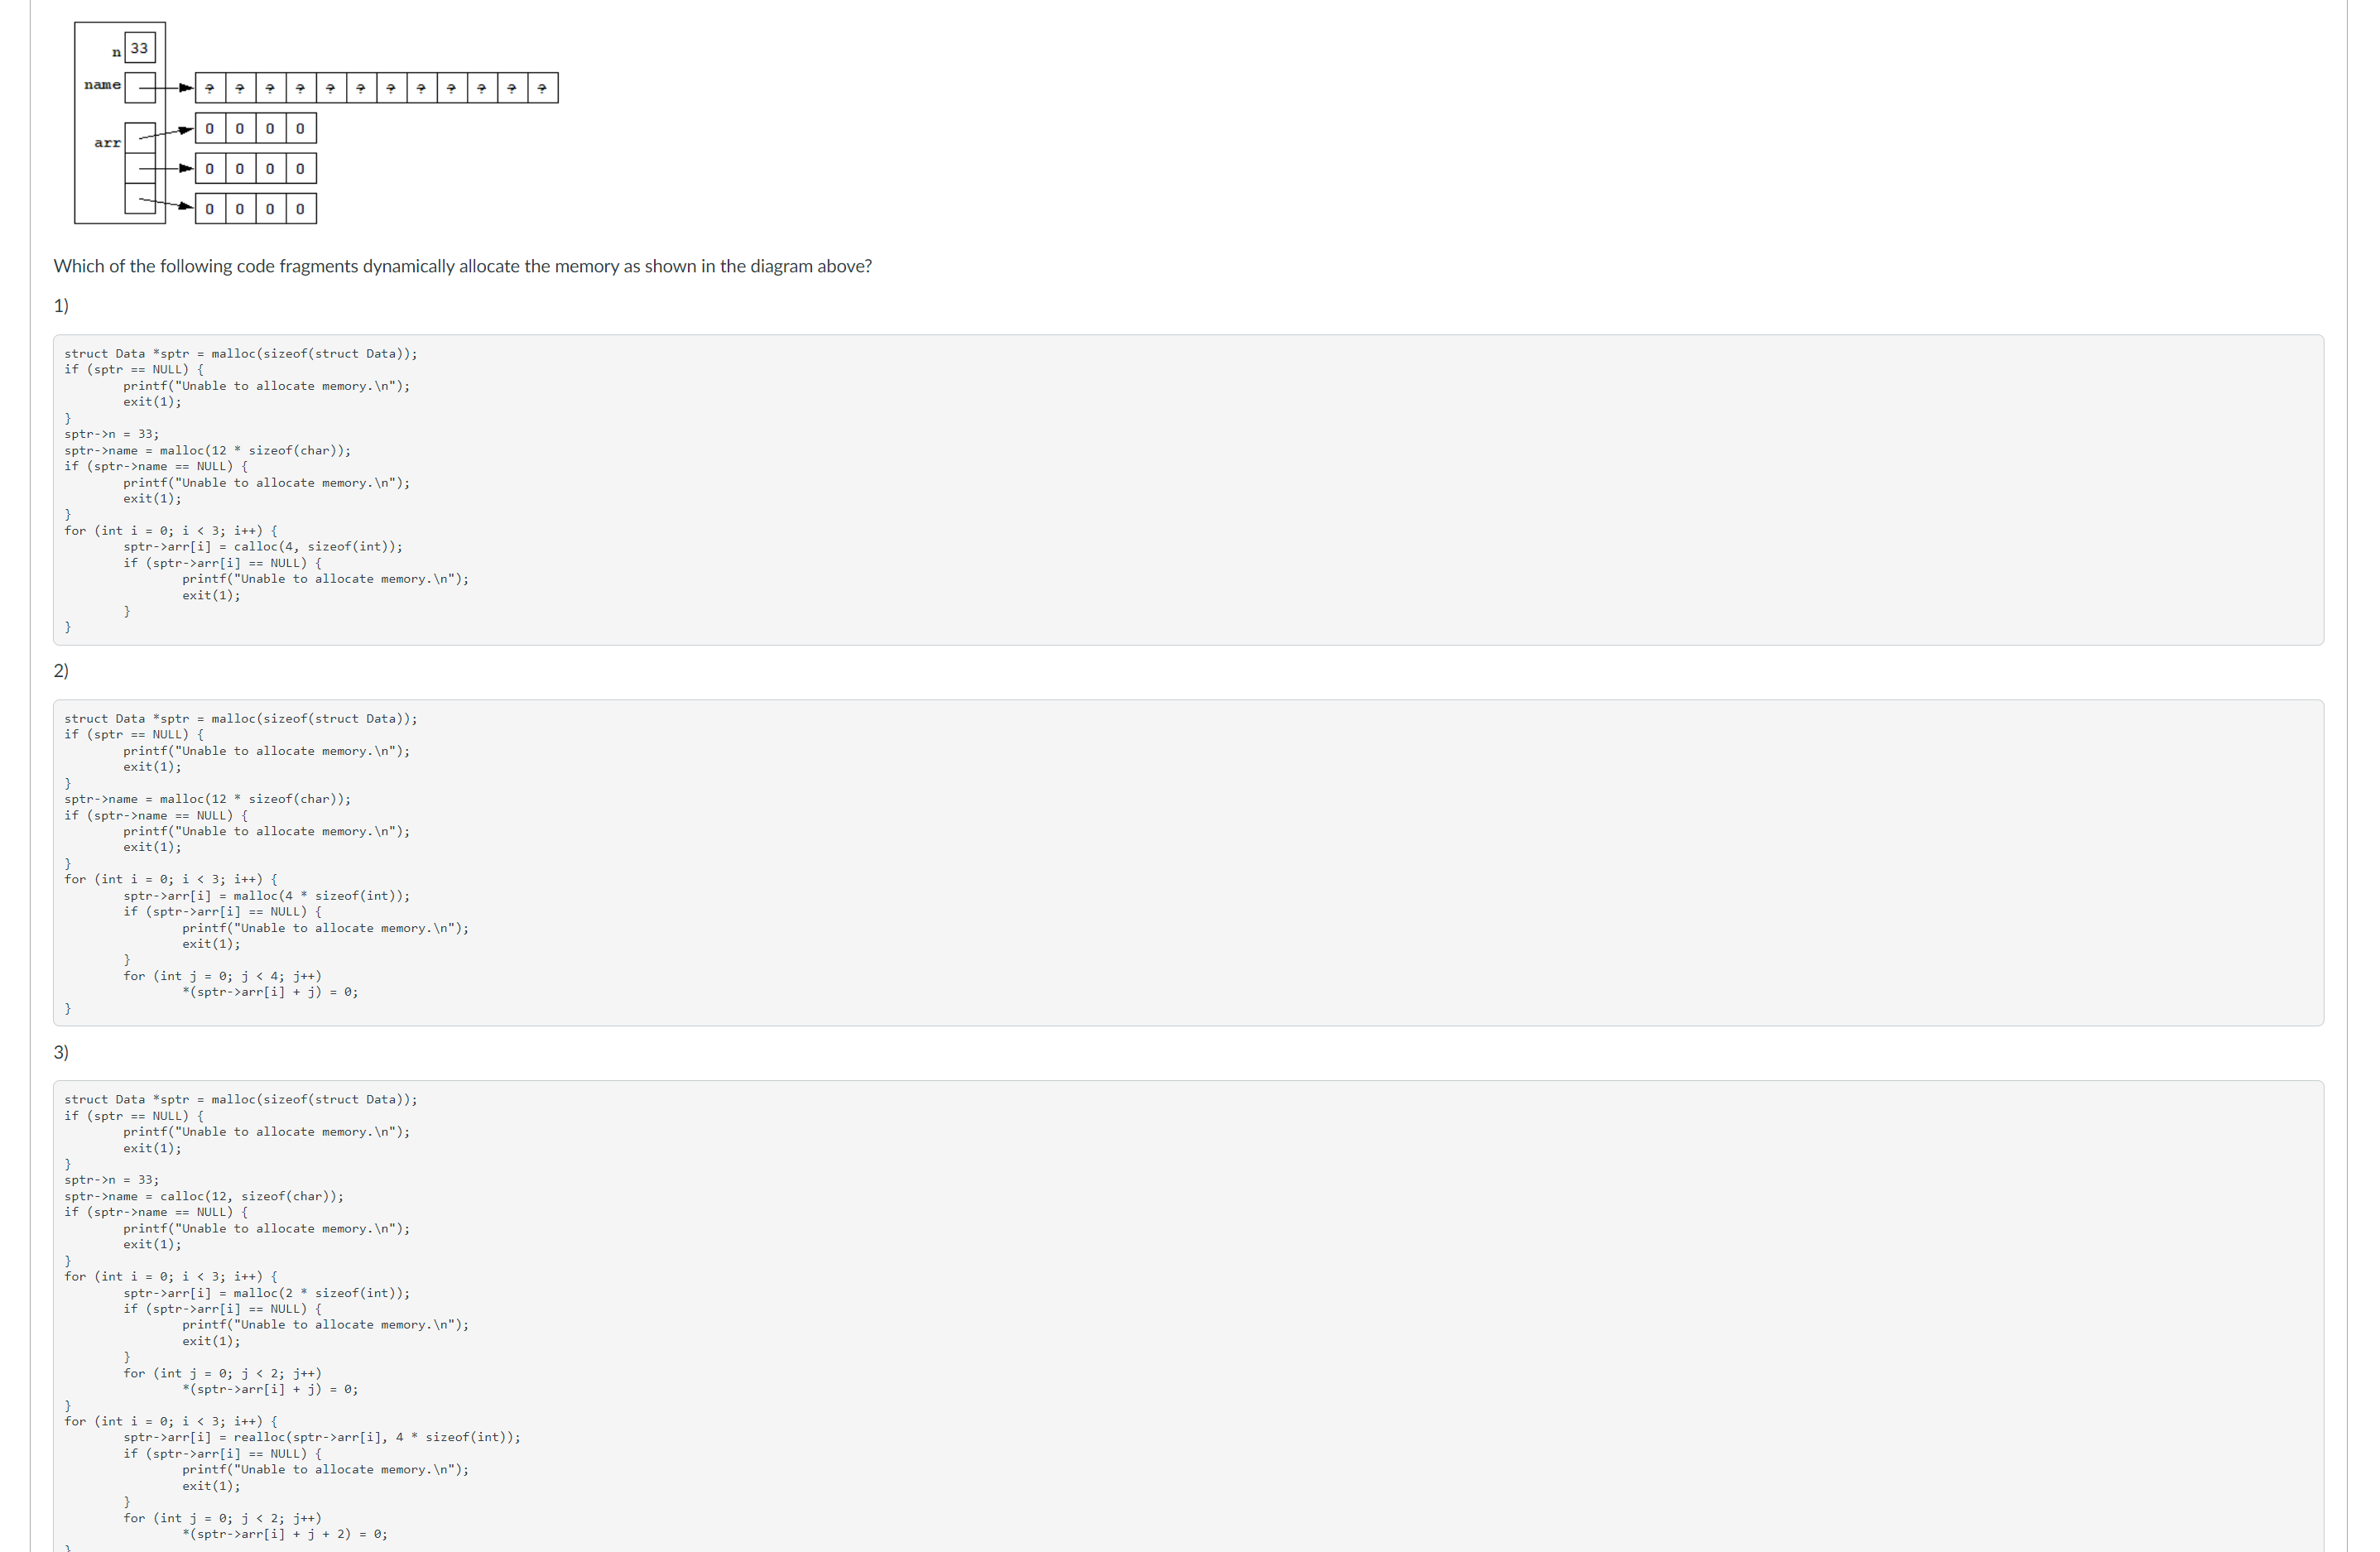 n 33
name ? ? ? ? ? ? ? ? ? ? ? ?
0 0 0 0
arr
0 0 0 0
0 0 0 0
Which of the following code fragments dynamically allocate the memory as shown in the diagram above?
1)
struct Data *sptr = malloc(sizeof(struct Data));
if (sptr == NULL) {
        printf("Unable to allocate memory.\n");
        exit(1);
}
sptr->n = 33;
sptr->name = malloc(12 * sizeof(char));
if (sptr->name == NULL) {
        printf("Unable to allocate memory.\n");
        exit(1);
}
for (int i = 0; i < 3; i++) {
        sptr->arr[i] = calloc(4, sizeof(int));
        if (sptr->arr[i] == NULL) {
                printf("Unable to allocate memory.\n");
                exit(1);
        }
}
2)
struct Data *sptr = malloc(sizeof(struct Data));
if (sptr == NULL) {
        printf("Unable to allocate memory.\n");
        exit(1);
}
sptr->name = malloc(12 * sizeof(char));
if (sptr->name == NULL) {
        printf("Unable to allocate memory.\n");
        exit(1);
}
for (int i = 0; i < 3; i++) {
        sptr->arr[i] = malloc(4 * sizeof(int));
        if (sptr->arr[i] == NULL) {
                printf("Unable to allocate memory.\n");
                exit(1);
        }
        for (int j = 0; j < 4; j++)
                *(sptr->arr[i] + j) = 0;
}
3)
struct Data *sptr = malloc(sizeof(struct Data));
if (sptr == NULL) {
        printf("Unable to allocate memory.\n");
        exit(1);
}
sptr->n = 33;
sptr->name = calloc(12, sizeof(char));
if (sptr->name == NULL) {
        printf("Unable to allocate memory.\n");
        exit(1);
}
for (int i = 0; i < 3; i++) {
        sptr->arr[i] = malloc(2 * sizeof(int));
        if (sptr->arr[i] == NULL) {
                printf("Unable to allocate memory.\n");
                exit(1);
        }
        for (int j = 0; j < 2; j++)
                *(sptr->arr[i] + j) = 0;
}
for (int i = 0; i < 3; i++) {
        sptr->arr[i] = realloc(sptr->arr[i], 4 * sizeof(int));
        if (sptr->arr[i] == NULL) {
                printf("Unable to allocate memory.\n");
                exit(1);
        }
        for (int j = 0; j < 2; j++)
                *(sptr->arr[i] + j + 2) = 0;
}